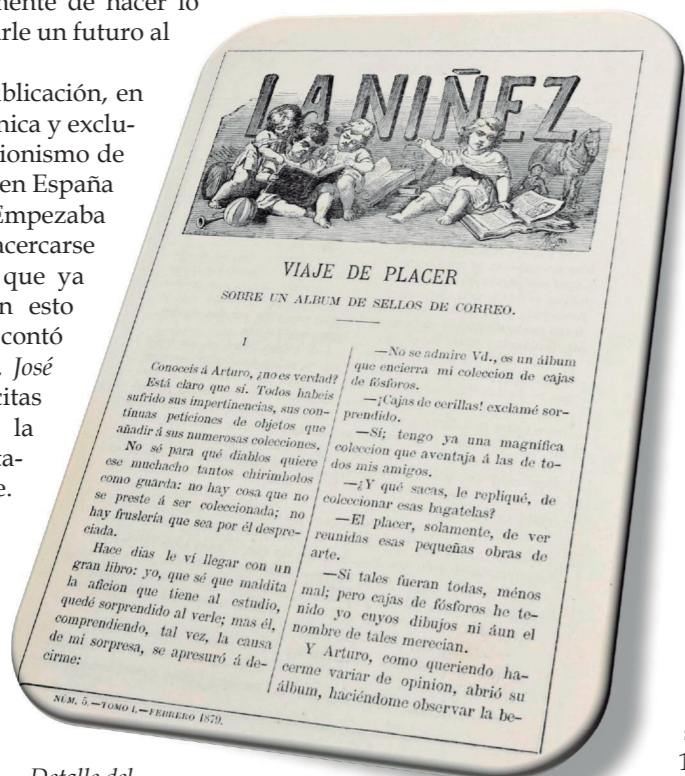 mente de hacer lo
arle un futuro al
ublicación, en
nica y exclu-
ionismo de
en España
Empezaba
acercarse
que ya
n esto
contó
José
citas
la
ta-
e.
LA NIÑEZ
VIAJE DE PLACER
SOBRE UN ALBUM DE SELLOS DE CORREO.
I
Conoceis á Arturo, ¿no es verdad?
Está claro que sí. Todos habeis
sufrido sus impertinencias, sus con-
tínuas peticiones de objetos que
añadir á sus numerosas colecciones.
No sé para qué diablos quiere
ese muchacho tantos chirimbolos
como guarda: no hay cosa que no
se preste á ser coleccionada; no
hay fruslería que sea por él despre-
ciada.
Hace dias le ví llegar con un
gran libro: yo, que sé que maldita
la aficion que tiene al estudio,
quedé sorprendido al verle; mas él,
comprendiendo, tal vez, la causa
de mi sorpresa, se apresuró á de-
cirme:
—No se admire Vd., es un álbum
que encierra mi coleccion de cajas
de fósforos.
—¡Cajas de cerillas! exclamé sor-
prendido.
—Sí; tengo ya una magnífica
coleccion que aventaja á las de to-
dos mis amigos.
—¿Y qué sacas, le repliqué, de
coleccionar esas bagatelas?
—El placer, solamente, de ver
reunidas esas pequeñas obras de
arte.
—Si tales fueran todas, ménos
mal; pero cajas de fósforos he te-
nido yo cuyos dibujos ni áun el
nombre de tales merecian.
Y Arturo, como queriendo ha-
cerme variar de opinion, abrió su
álbum, haciéndome observar la be-
NÚM. 5.—TOMO I.—FEBRERO 1879.
Detalle del
1